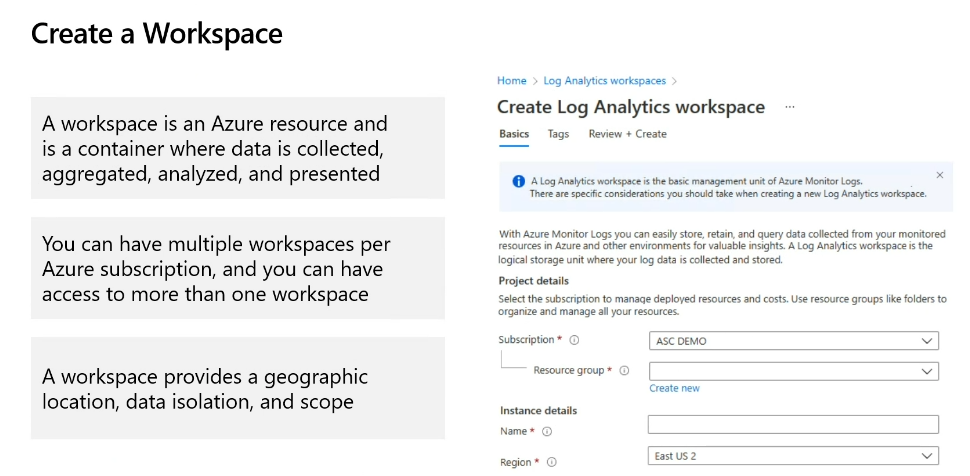 Create a Workspace
A workspace is an Azure resource and
is a container where data is collected,
aggregated, analyzed, and presented
You can have multiple workspaces per
Azure subscription, and you can have
access to more than one workspace
A workspace provides a geographic
location, data isolation, and scope
Home > Log Analytics workspaces >
Create Log Analytics workspace ...
Basics Tags Review + Create
A Log Analytics workspace is the basic management unit of Azure Monitor Logs.
There are specific considerations you should take when creating a new Log Analytics workspace.
With Azure Monitor Logs you can easily store, retain, and query data collected from your monitored
resources in Azure and other environments for valuable insights. A Log Analytics workspace is the
logical storage unit where your log data is collected and stored.
Project details
Select the subscription to manage deployed resources and costs. Use resource groups like folders to
organize and manage all your resources.
Subscription * ASC DEMO
Resource group *
Create new
Instance details
Name *
Region * East US 2